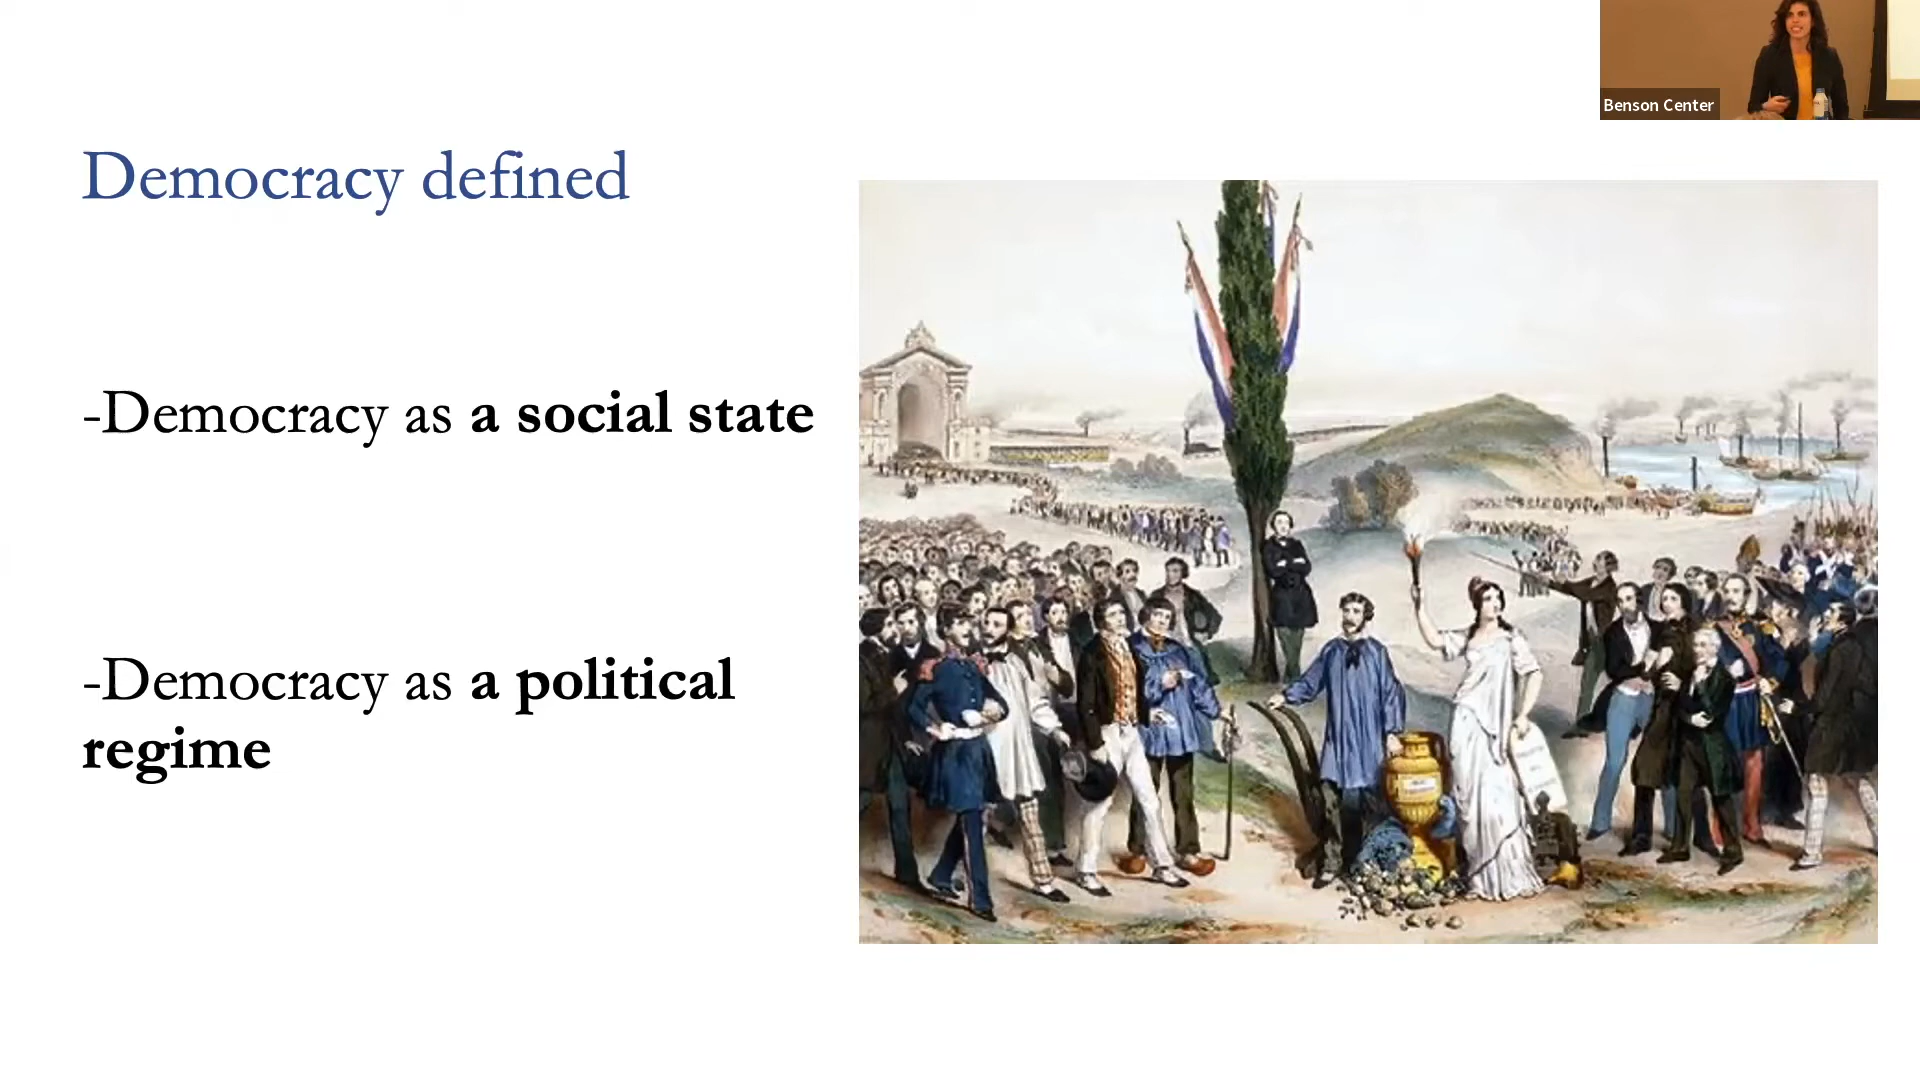 Benson Center
Democracy defined
-Democracy as a social state
-Democracy as a political
regime